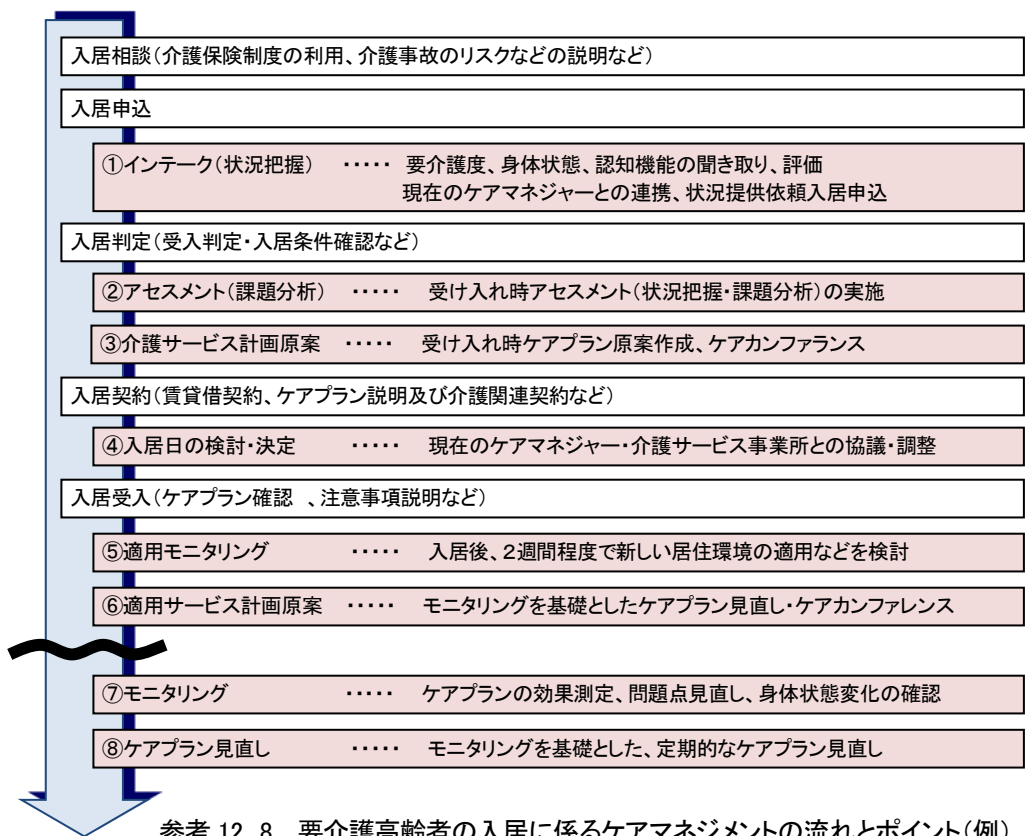 入居相談(介護保険制度の利用、介護事故のリスクなどの説明など)
入居申込
①インテーク(状況把握) ・・・・・ 要介護度、身体状態、認知機能の聞き取り、評価
現在のケアマネジャーとの連携、状況提供依頼入居申込
入居判定(受入判定・入居条件確認など)
②アセスメント(課題分析) ・・・・・ 受け入れ時アセスメント(状況把握・課題分析)の実施
③介護サービス計画原案 ・・・・・ 受け入れ時ケアプラン原案作成、ケアカンファランス
入居契約(賃貸借契約、ケアプラン説明及び介護関連契約など)
④入居日の検討・決定 ・・・・・ 現在のケアマネジャー・介護サービス事業所との協議・調整
入居受入(ケアプラン確認 、注意事項説明など)
⑤適用モニタリング ・・・・・ 入居後、2週間程度で新しい居住環境の適用などを検討
⑥適用サービス計画原案 ・・・・・ モニタリングを基礎としたケアプラン見直し・ケアカンファレンス
⑦モニタリング ・・・・・ ケアプランの効果測定、問題点見直し、身体状態変化の確認
⑧ケアプラン見直し ・・・・・ モニタリングを基礎とした、定期的なケアプラン見直し
参考 12_8 要介護高齢者の入居に係るケアマネジメントの流れとポイント(例)